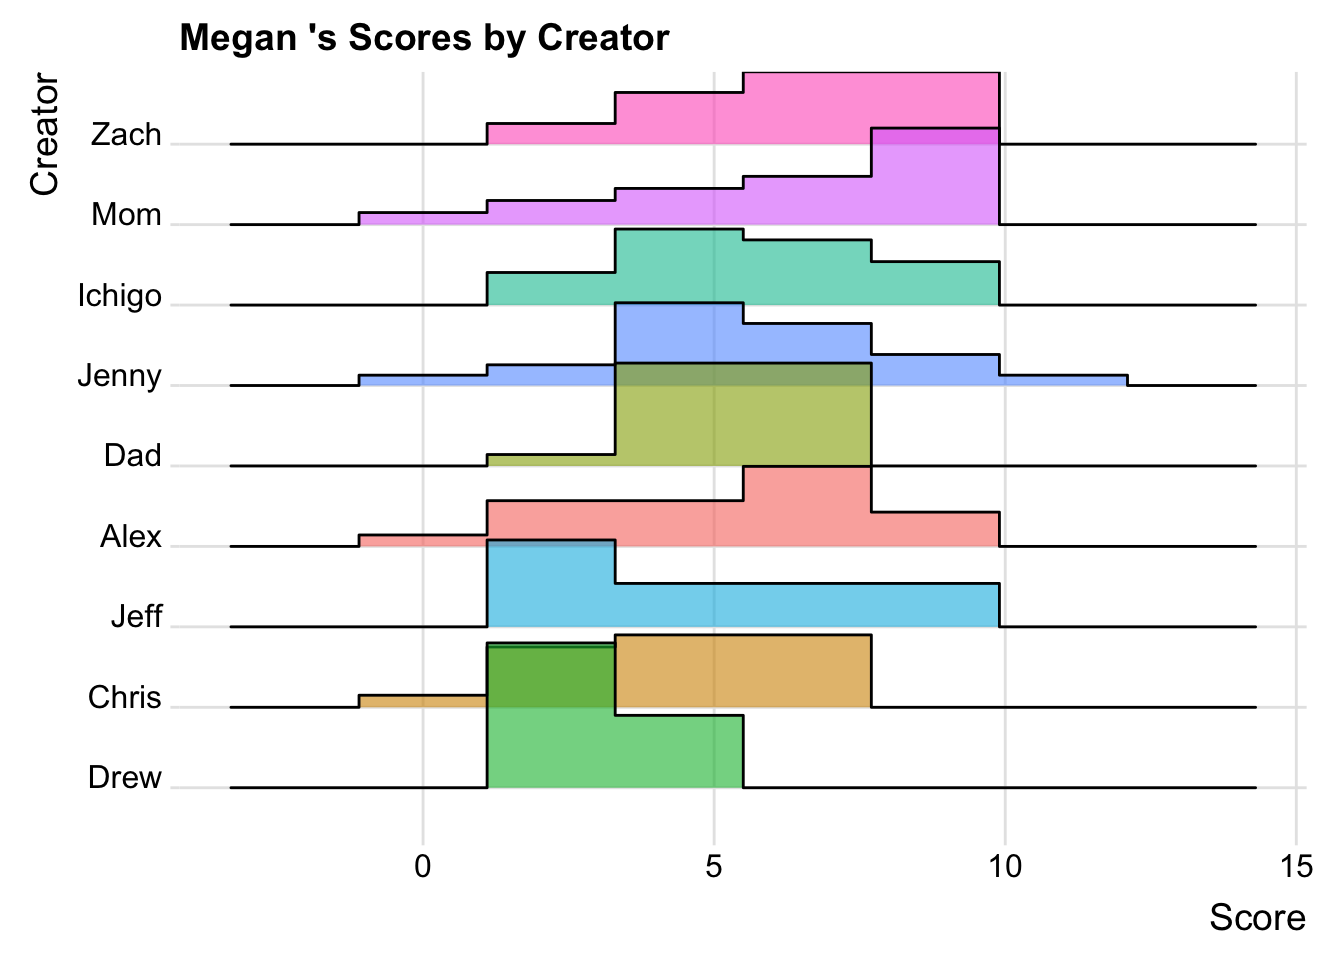 Megan 's Scores by Creator
Creator
Zach
Mom
Ichigo
Jenny
Dad
Alex
Jeff
Chris
Drew
0 5 10 15
Score